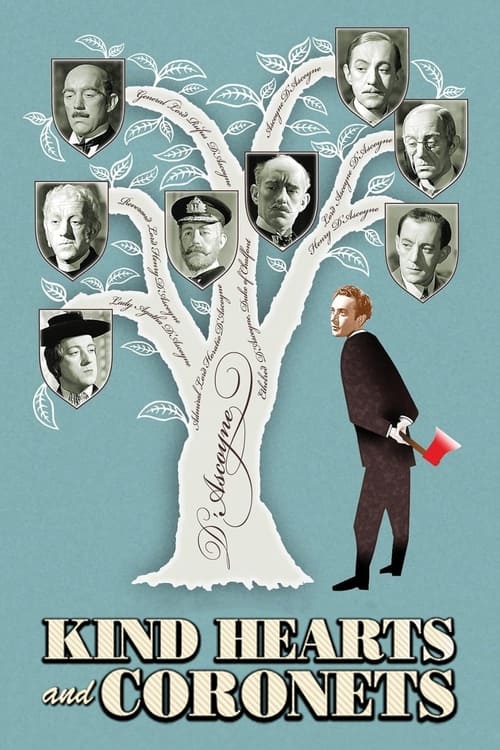 General Lord Rufus D'Ascoyne
Ascoyne D'Ascoyne
Lord Ascoyne D'Ascoyne
Reverend Lord Henry D'Ascoyne
Henry D'Ascoyne
Lady Agatha D'Ascoyne
Admiral Lord Horatio D'Ascoyne
Ethelred D'Ascoyne, Duke of Chalfont
D'Ascoyne
KIND HEARTS
and CORONETS